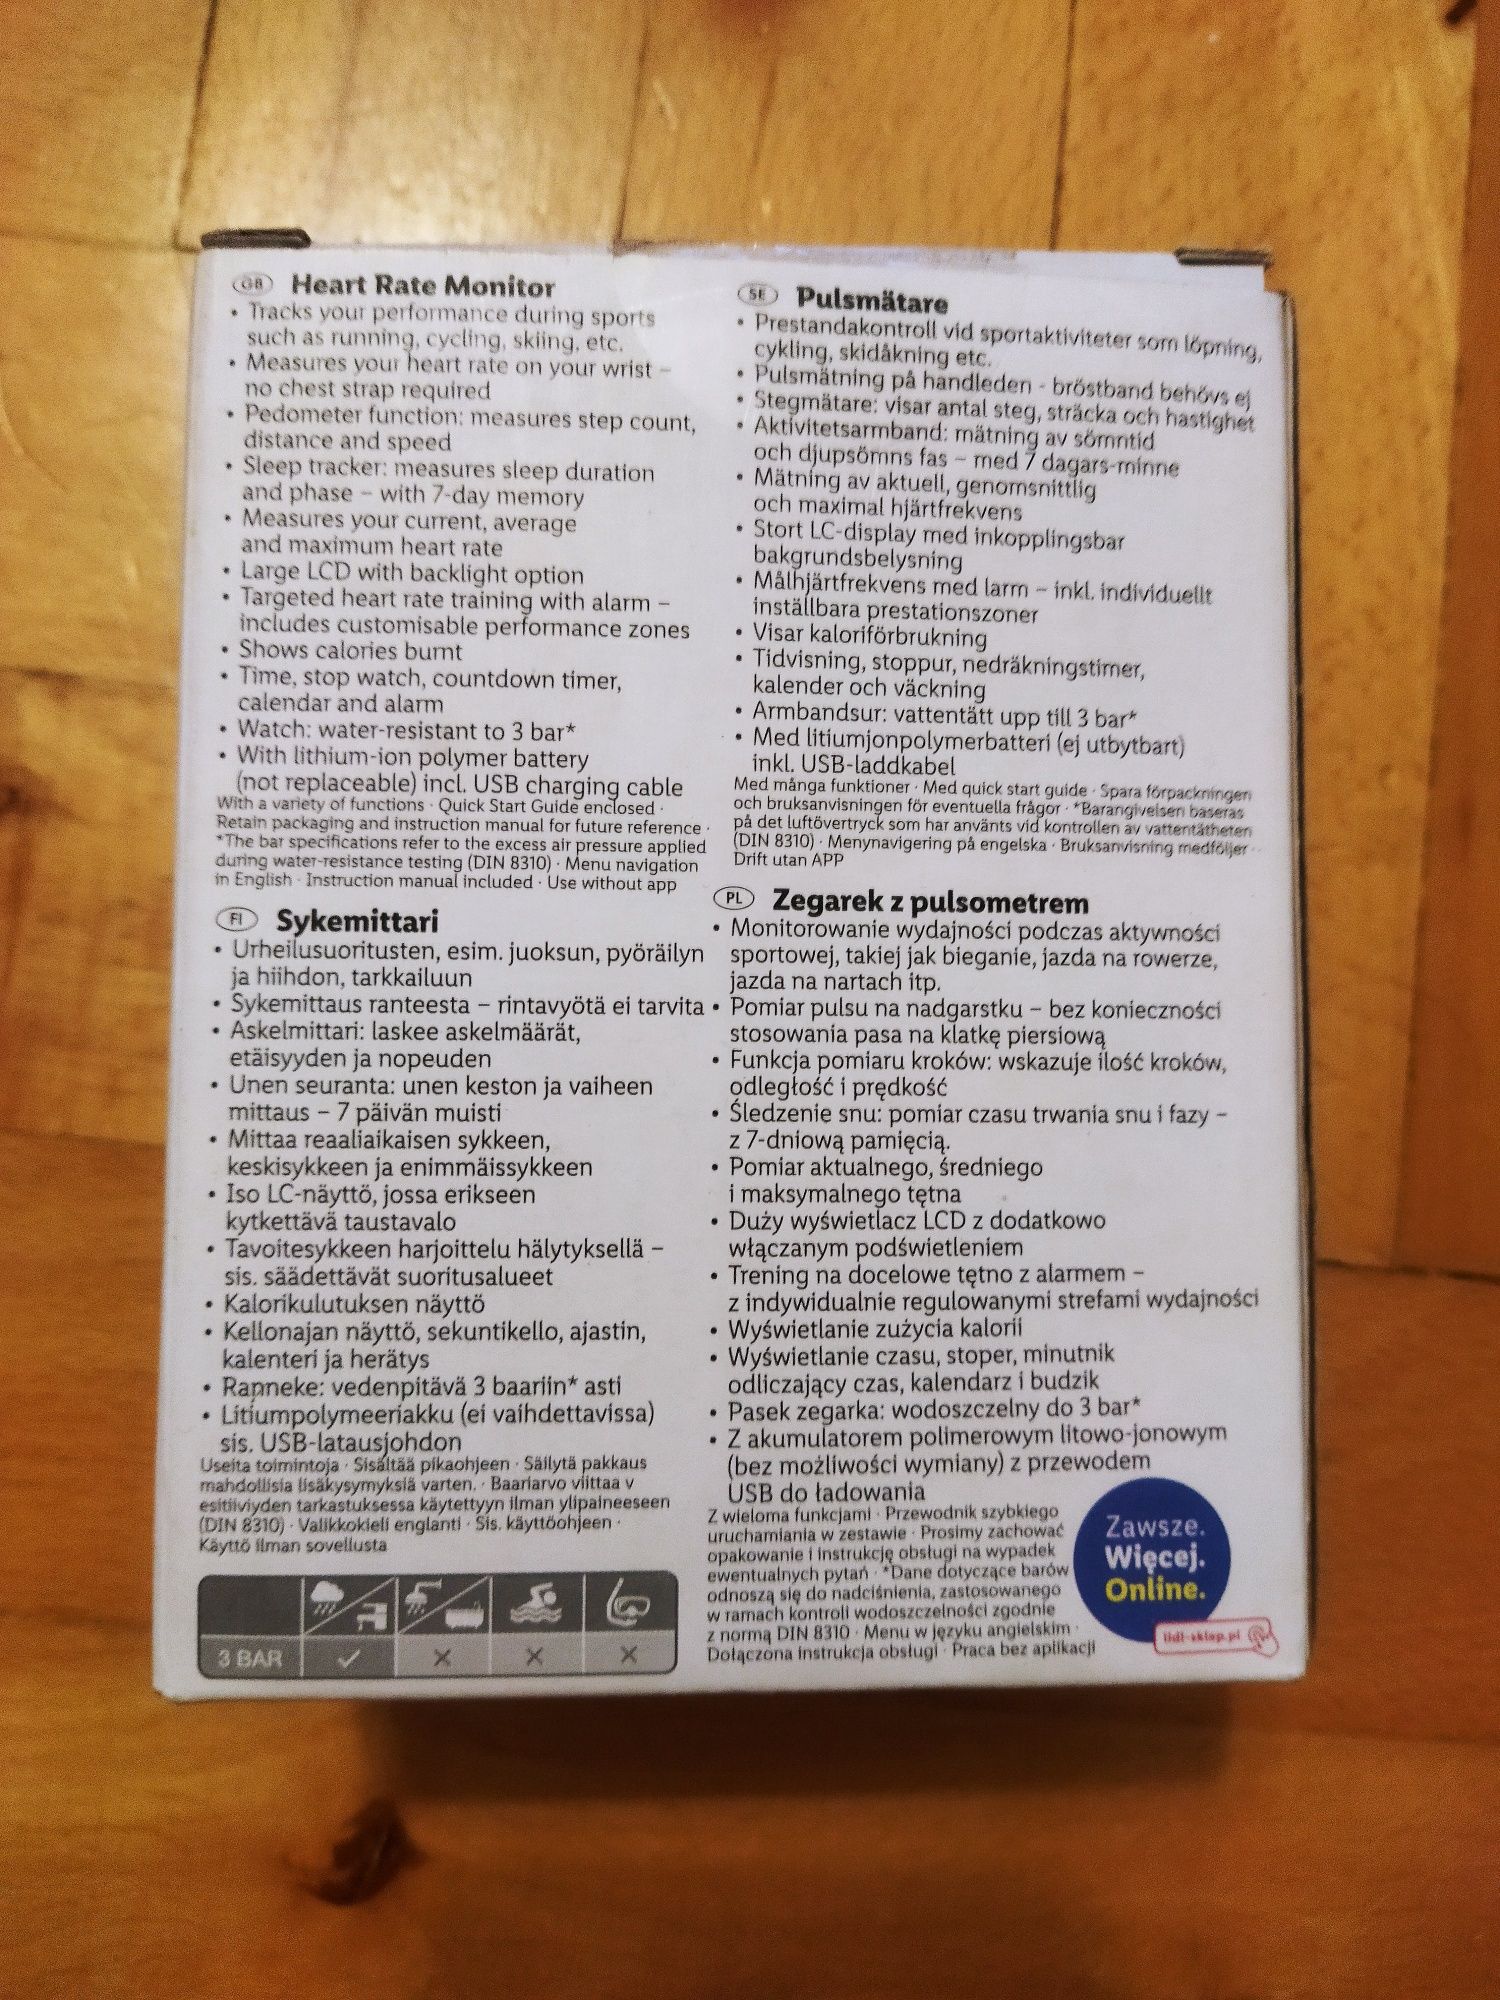 GB Heart Rate Monitor
• Tracks your performance during sports
such as running, cycling, skiing, etc.
• Measures your heart rate on your wrist –
no chest strap required
• Pedometer function: measures step count,
distance and speed
• Sleep tracker: measures sleep duration
and phase – with 7-day memory
• Measures your current, average
and maximum heart rate
• Large LCD with backlight option
• Targeted heart rate training with alarm –
includes customisable performance zones
• Shows calories burnt
• Time, stop watch, countdown timer,
calendar and alarm
• Watch: water-resistant to 3 bar*
• With lithium-ion polymer battery
(not replaceable) incl. USB charging cable
With a variety of functions · Quick Start Guide enclosed ·
Retain packaging and instruction manual for future reference ·
*The bar specifications refer to the excess air pressure applied
during water-resistance testing (DIN 8310) · Menu navigation
in English · Instruction manual included · Use without app
SE Pulsmätare
• Prestandakontroll vid sportaktiviteter som löpning,
cykling, skidåkning etc.
• Pulsmätning på handleden - bröstband behövs ej
• Stegmätare: visar antal steg, sträcka och hastighet
• Aktivitetsarmband: mätning av sömntid
och djupsömns fas – med 7 dagars-minne
• Mätning av aktuell, genomsnittlig
och maximal hjärtfrekvens
• Stort LC-display med inkopplingsbar
bakgrundsbelysning
• Målhjärtfrekvens med larm – inkl. individuellt
inställbara prestationszoner
• Visar kaloriförbrukning
• Tidvisning, stoppur, nedräkningstimer,
kalender och väckning
• Armbandsur: vattentätt upp till 3 bar*
• Med litiumjonpolymerbatteri (ej utbytbart)
inkl. USB-laddkabel
Med många funktioner · Med quick start guide · Spara förpackningen
och bruksanvisningen för eventuella frågor · *Barangivelsen baseras
på det luftövertryck som har använts vid kontrollen av vattentätheten
(DIN 8310) · Menynavigering på engelska · Bruksanvisning medföljer ·
Drift utan APP
FI Sykemittari
• Urheilusuoritusten, esim. juoksun, pyöräilyn
ja hiihdon, tarkkailuun
• Sykemittaus ranteesta – rintavyötä ei tarvita
• Askelmittari: laskee askelmäärät,
etäisyyden ja nopeuden
• Unen seuranta: unen keston ja vaiheen
mittaus – 7 päivän muisti
• Mittaa reaaliaikaisen sykkeen,
keskisykkeen ja enimmäissykkeen
• Iso LC-näyttö, jossa erikseen
kytkettävä taustavalo
• Tavoitesykkeen harjoittelu hälytyksellä –
sis. säädettävät suoritusalueet
• Kalorikulutuksen näyttö
• Kellonajan näyttö, sekuntikello, ajastin,
kalenteri ja herätys
• Ranneke: vedenpitävä 3 baariin* asti
• Litiumpolymeeriakku (ei vaihdettavissa)
sis. USB-latausjohdon
Useita toimintoja · Sisältää pikaohjeen · Säilytä pakkaus
mahdollisia lisäkysymyksiä varten. · Baariarvo viittaa v
esitiiviyden tarkastuksessa käytettyyn ilman ylipaineeseen
(DIN 8310) · Valikkokieli englanti · Sis. käyttöohjeen ·
Käyttö ilman sovellusta
3 BAR
PL Zegarek z pulsometrem
• Monitorowanie wydajności podczas aktywności
sportowej, takiej jak bieganie, jazda na rowerze,
jazda na nartach itp.
• Pomiar pulsu na nadgarstku – bez konieczności
stosowania pasa na klatkę piersiową
• Funkcja pomiaru kroków: wskazuje ilość kroków,
odległość i prędkość
• Śledzenie snu: pomiar czasu trwania snu i fazy –
z 7-dniową pamięcią.
• Pomiar aktualnego, średniego
i maksymalnego tętna
• Duży wyświetlacz LCD z dodatkowo
włączanym podświetleniem
• Trening na docelowe tętno z alarmem –
z indywidualnie regulowanymi strefami wydajności
• Wyświetlanie zużycia kalorii
• Wyświetlanie czasu, stoper, minutnik
odliczający czas, kalendarz i budzik
• Pasek zegarka: wodoszczelny do 3 bar*
• Z akumulatorem polimerowym litowo-jonowym
(bez możliwości wymiany) z przewodem
USB do ładowania
Z wieloma funkcjami · Przewodnik szybkiego
uruchamiania w zestawie · Prosimy zachować
opakowanie i instrukcję obsługi na wypadek
ewentualnych pytań · *Dane dotyczące barów
odnoszą się do nadciśnienia, zastosowanego
w ramach kontroli wodoszczelności zgodnie
z normą DIN 8310 · Menu w języku angielskim ·
Dołączona instrukcja obsługi · Praca bez aplikacji
Zawsze.
Więcej.
Online.
lidl-sklep.pl